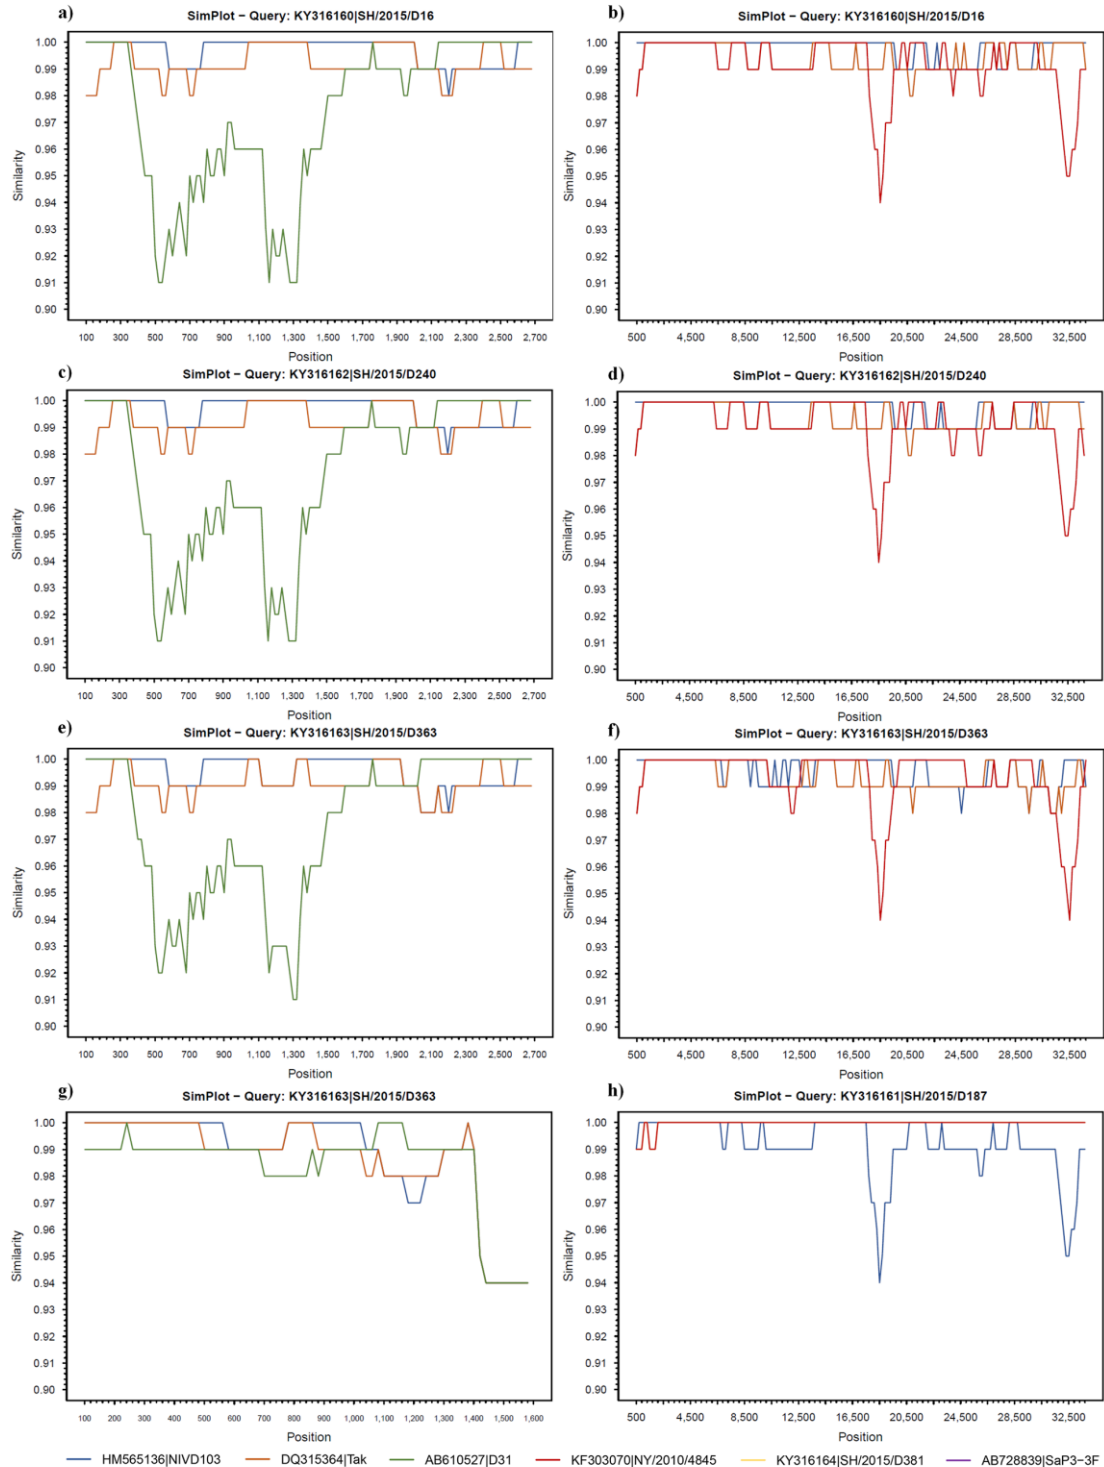 a)
SimPlot – Query: KY316160|SH/2015/D16
1.00
0.99
0.98
0.97
0.96
0.95
0.94
0.93
0.92
0.91
0.90
Similarity
100 300 500 700 900 1,100 1,300 1,500 1,700 1,900 2,100 2,300 2,500 2,700
Position
b)
SimPlot – Query: KY316160|SH/2015/D16
1.00
0.99
0.98
0.97
0.96
0.95
0.94
0.93
0.92
0.91
0.90
Similarity
500 4,500 8,500 12,500 16,500 20,500 24,500 28,500 32,500
Position
c)
SimPlot – Query: KY316162|SH/2015/D240
1.00
0.99
0.98
0.97
0.96
0.95
0.94
0.93
0.92
0.91
0.90
Similarity
100 300 500 700 900 1,100 1,300 1,500 1,700 1,900 2,100 2,300 2,500 2,700
Position
d)
SimPlot – Query: KY316162|SH/2015/D240
1.00
0.99
0.98
0.97
0.96
0.95
0.94
0.93
0.92
0.91
0.90
Similarity
500 4,500 8,500 12,500 16,500 20,500 24,500 28,500 32,500
Position
e)
SimPlot – Query: KY316163|SH/2015/D363
1.00
0.99
0.98
0.97
0.96
0.95
0.94
0.93
0.92
0.91
0.90
Similarity
100 300 500 700 900 1,100 1,300 1,500 1,700 1,900 2,100 2,300 2,500 2,700
Position
f)
SimPlot – Query: KY316163|SH/2015/D363
1.00
0.99
0.98
0.97
0.96
0.95
0.94
0.93
0.92
0.91
0.90
Similarity
500 4,500 8,500 12,500 16,500 20,500 24,500 28,500 32,500
Position
g)
SimPlot – Query: KY316163|SH/2015/D363
1.00
0.99
0.98
0.97
0.96
0.95
0.94
0.93
0.92
0.91
0.90
Similarity
100 200 300 400 500 600 700 800 900 1,000 1,100 1,200 1,300 1,400 1,500 1,600
Position
h)
SimPlot – Query: KY316161|SH/2015/D187
1.00
0.99
0.98
0.97
0.96
0.95
0.94
0.93
0.92
0.91
0.90
Similarity
500 4,500 8,500 12,500 16,500 20,500 24,500 28,500 32,500
Position
HM565136|NIVD103 DQ315364|Tak AB610527|D31 KF303070|NY/2010/4845 KY316164|SH/2015/D381 AB728839|SaP3-3F